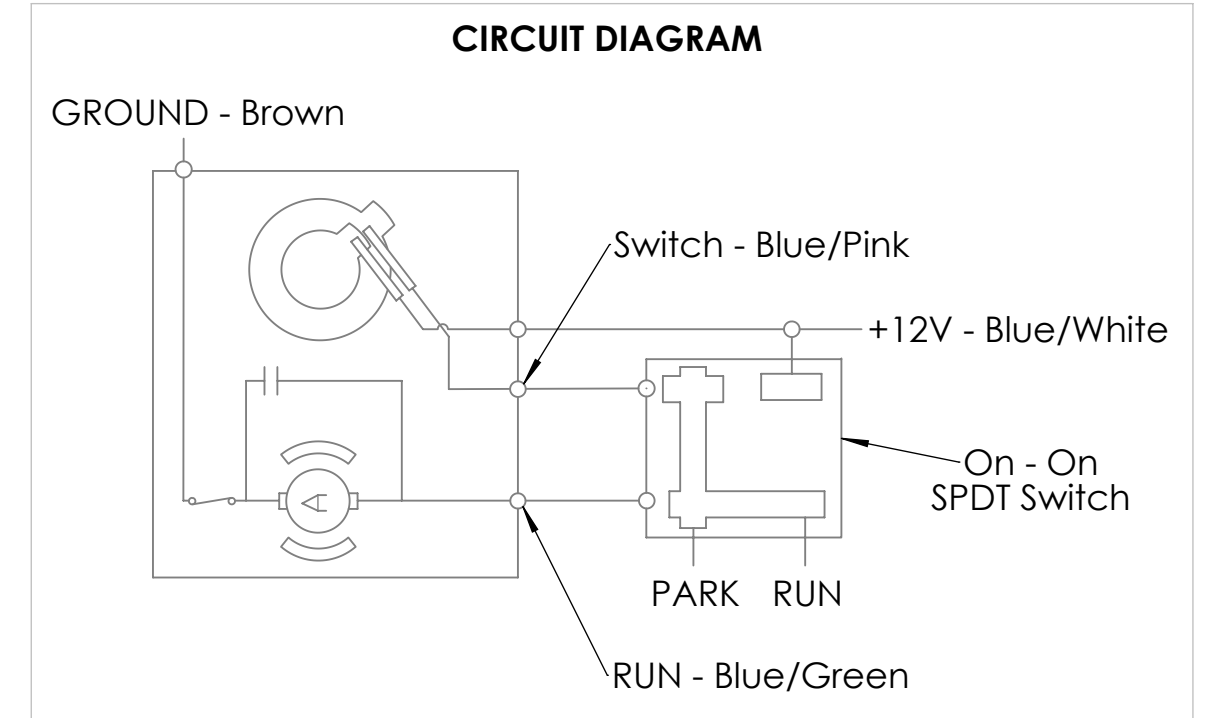 CIRCUIT DIAGRAM
GROUND - Brown
Switch - Blue/Pink
+12V - Blue/White
On - On
SPDT Switch
PARK
RUN
RUN - Blue/Green